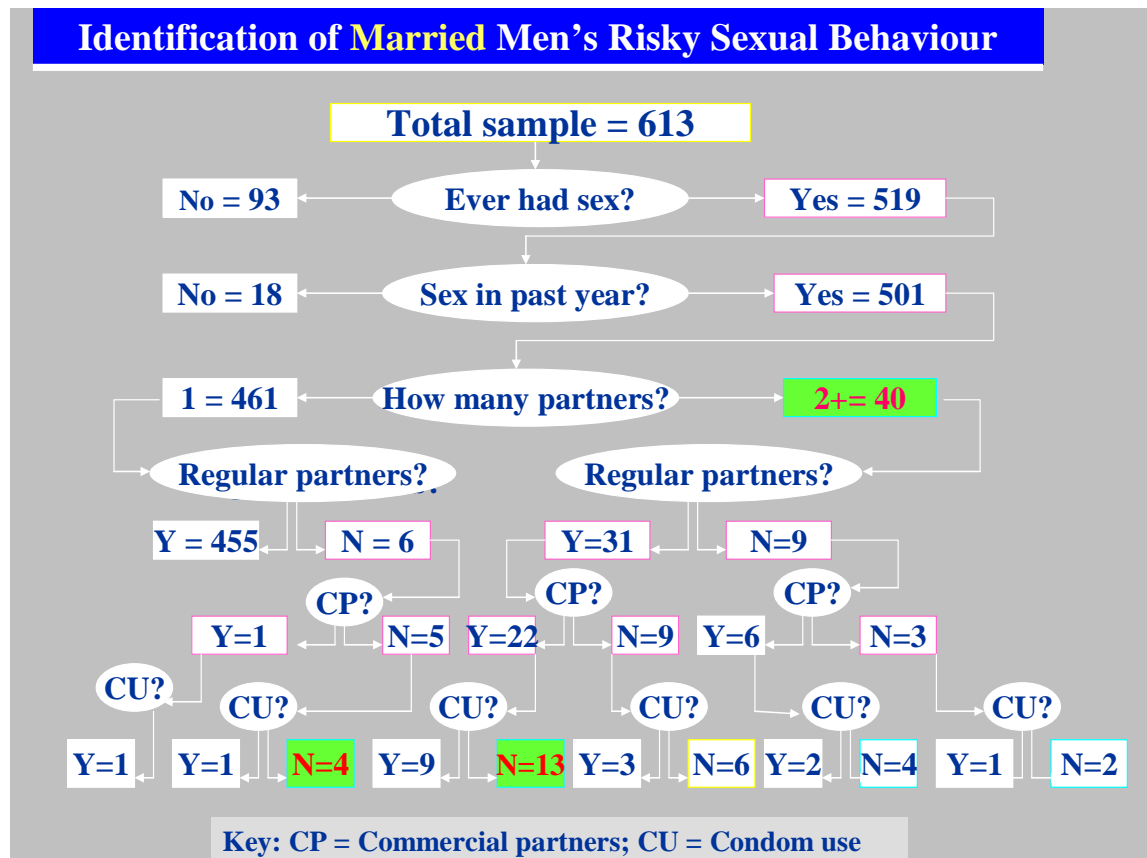 Identification of Married Men's Risky Sexual Behaviour
Total sample = 613
No = 93
Ever had sex?
Yes = 519
No = 18
Sex in past year?
Yes = 501
1 = 461
How many partners?
2+= 40
Regular partners?
Regular partners?
Y = 455
N = 6
Y=31
N=9
CP?
CP?
CP?
Y=1
N=5
Y=22
N=9
Y=6
N=3
CU?
CU?
CU?
CU?
CU?
CU?
Y=1
Y=1
N=4
Y=9
N=13
Y=3
N=6
Y=2
N=4
Y=1
N=2
Key: CP = Commercial partners; CU = Condom use